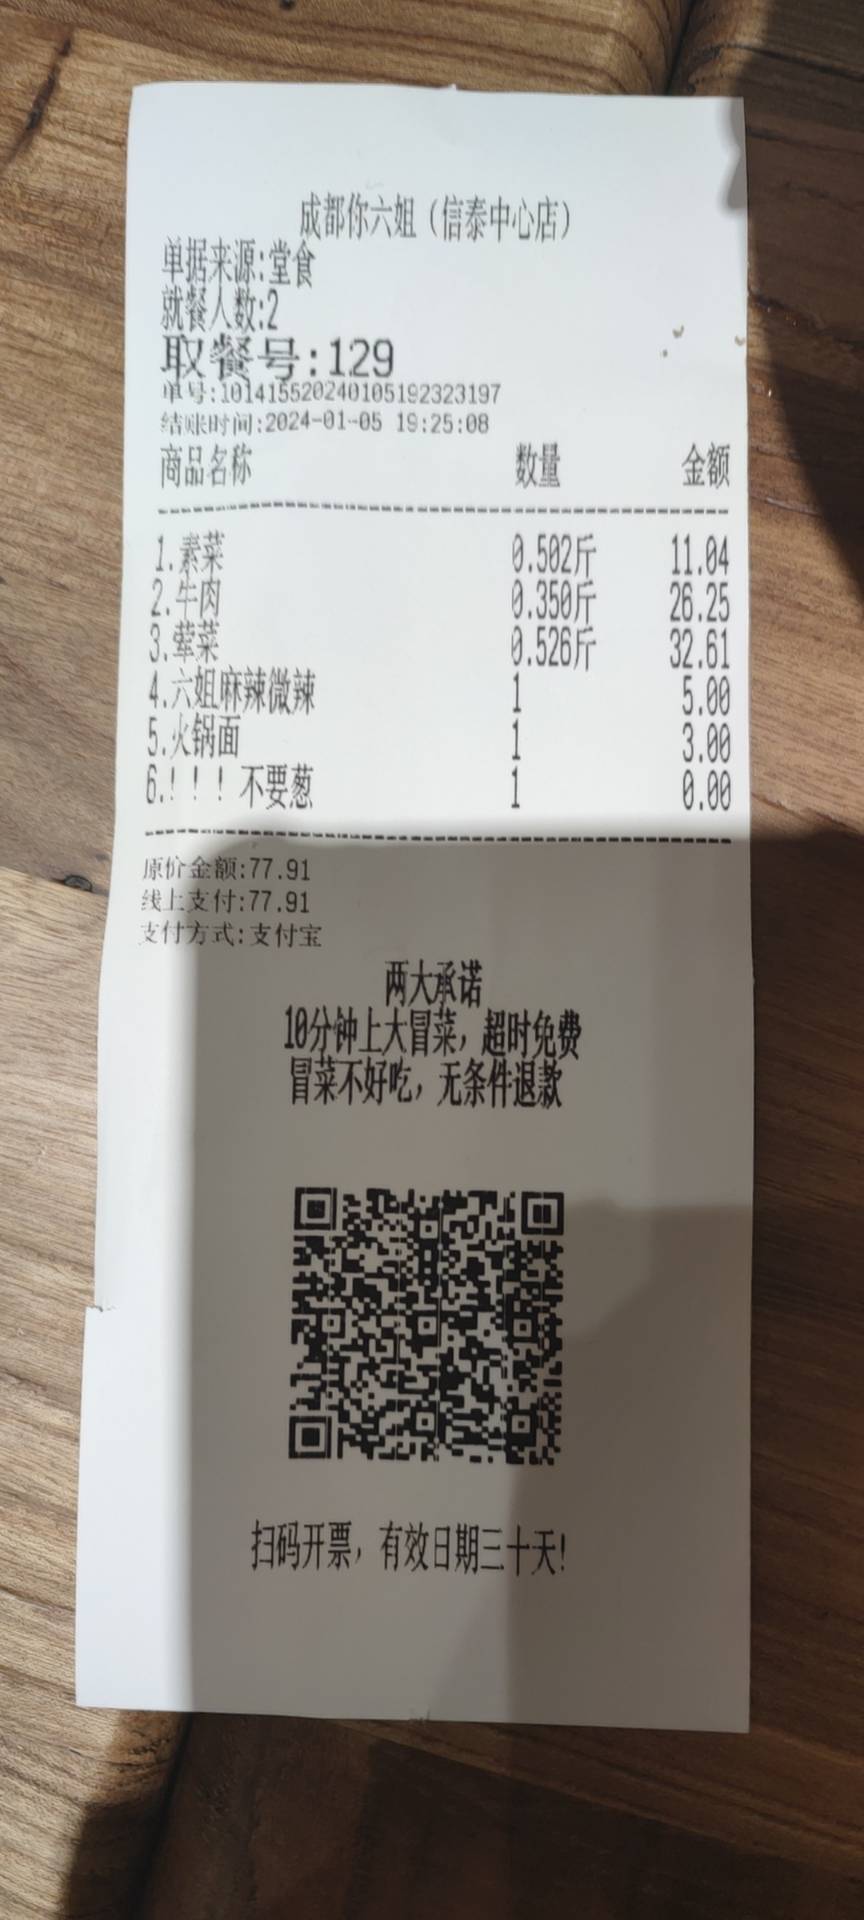 成都你六姐（信泰中心店）
单据来源:堂食
就餐人数:2
取餐号:129
单号:101415520240105192323197
结账时间:2024-01-05 19:25:08
商品名称 数量 金额
1.素菜 0.502斤 11.04
2.牛肉 0.350斤 26.25
3.荤菜 0.526斤 32.61
4.六姐麻辣微辣 1 5.00
5.火锅面 1 3.00
6.！！！不要葱 1 0.00
原价金额:77.91
线上支付:77.91
支付方式:支付宝
两大承诺
10分钟上大冒菜，超时免费
冒菜不好吃，无条件退款
扫码开票，有效日期三十天!